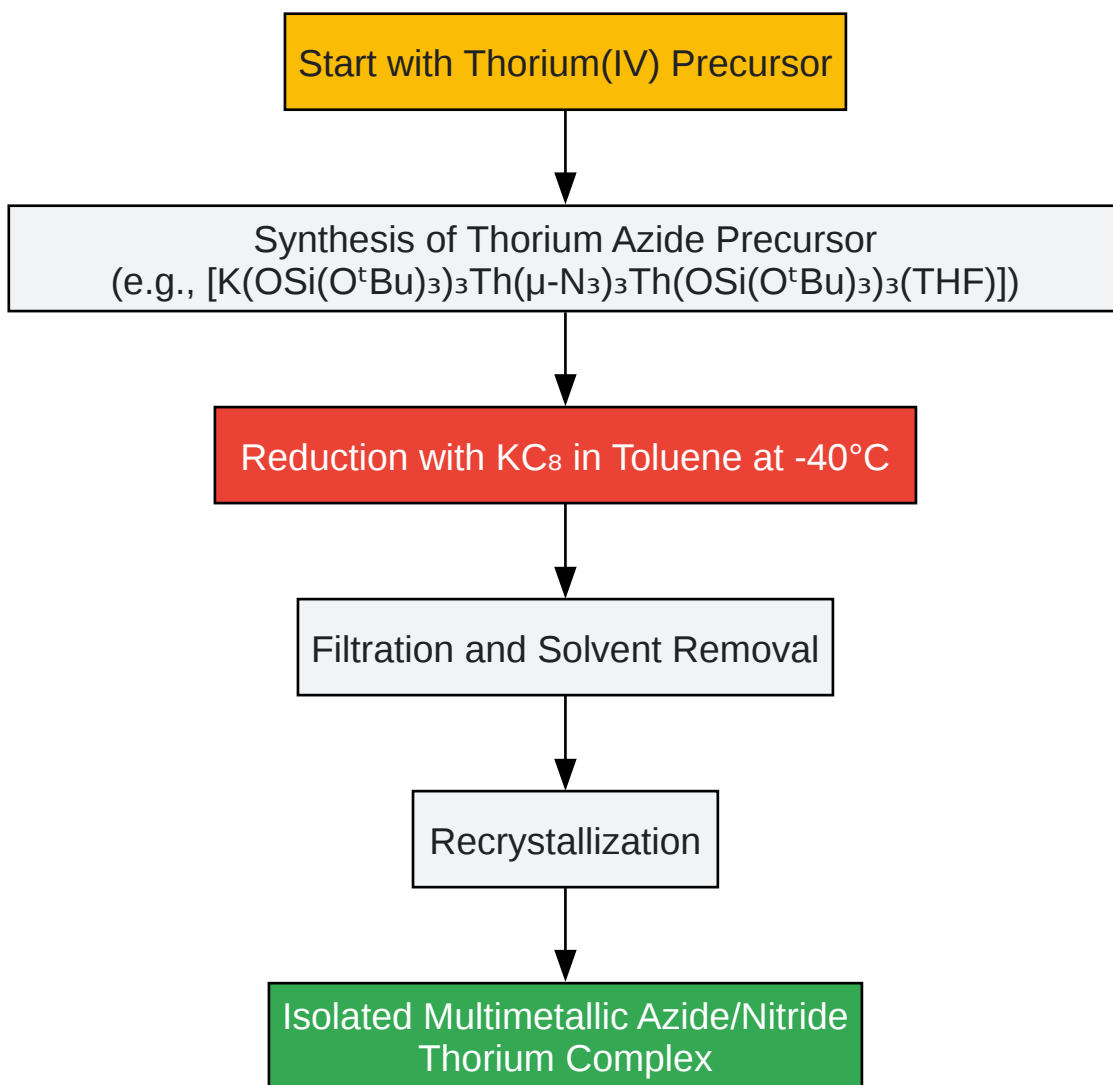 Start with Thorium(IV) Precursor
Synthesis of Thorium Azide Precursor
(e.g., [K(OSi(OᵗBu)₃)₃Th(μ-N₃)₃Th(OSi(OᵗBu)₃)₃(THF)])
Reduction with KC₈ in Toluene at -40°C
Filtration and Solvent Removal
Recrystallization
Isolated Multimetallic Azide/Nitride
Thorium Complex